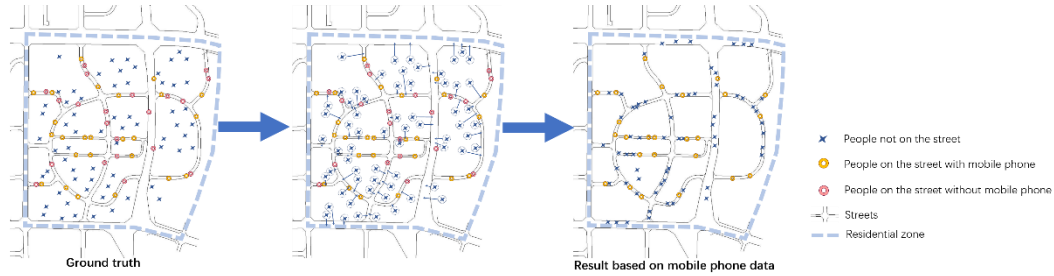 People not on the street
People on the street with mobile phone
People on the street without mobile phone
Streets
Residential zone
Ground truth
Result based on mobile phone data